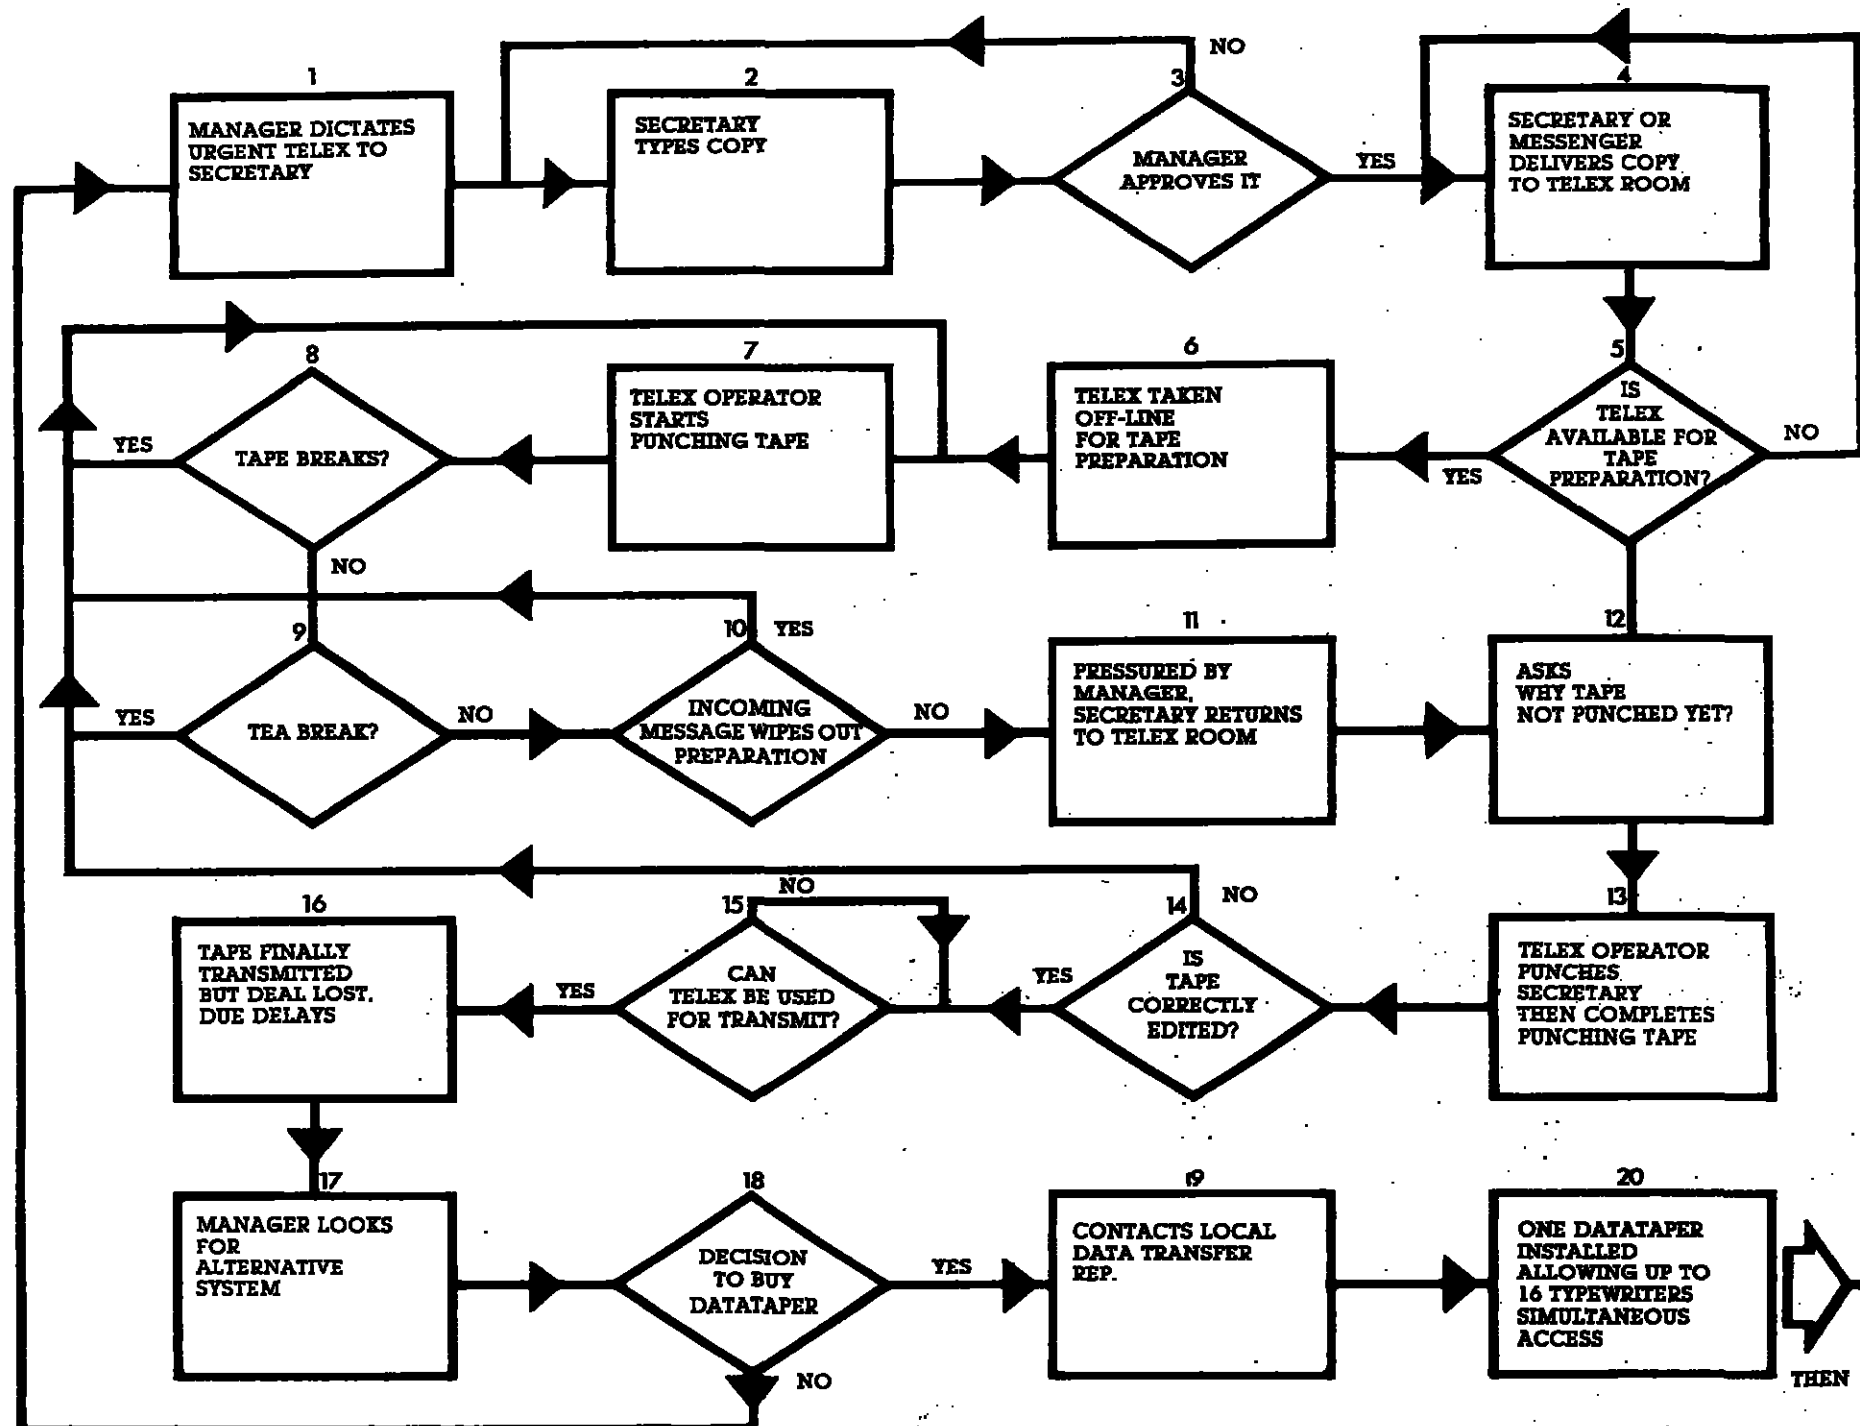 1
MANAGER DICTATES
URGENT TELEX TO
SECRETARY
2
SECRETARY
TYPES COPY
NO
3
MANAGER
APPROVES IT
YES
4
SECRETARY OR
MESSENGER
DELIVERS COPY
TO TELEX ROOM
5
IS
TELEX
AVAILABLE FOR
TAPE
PREPARATION?
NO
YES
6
TELEX TAKEN
OFF-LINE
FOR TAPE
PREPARATION
7
TELEX OPERATOR
STARTS
PUNCHING TAPE
8
TAPE BREAKS?
YES
NO
9
TEA BREAK?
YES
NO
10
YES
INCOMING
MESSAGE WIPES OUT
PREPARATION
NO
11
PRESSURED BY
MANAGER,
SECRETARY RETURNS
TO TELEX ROOM
12
ASKS
WHY TAPE
NOT PUNCHED YET?
13
TELEX OPERATOR
PUNCHES
SECRETARY
THEN COMPLETES
PUNCHING TAPE
14
NO
IS
TAPE
CORRECTLY
EDITED?
YES
15
NO
CAN
TELEX BE USED
FOR TRANSMIT?
YES
16
TAPE FINALLY
TRANSMITTED
BUT DEAL LOST,
DUE DELAYS
17
MANAGER LOOKS
FOR
ALTERNATIVE
SYSTEM
18
DECISION
TO BUY
DATATAPER
YES
NO
19
CONTACTS LOCAL
DATA TRANSFER
REP.
20
ONE DATATAPER
INSTALLED
ALLOWING UP TO
16 TYPEWRITERS
SIMULTANEOUS
ACCESS
THEN